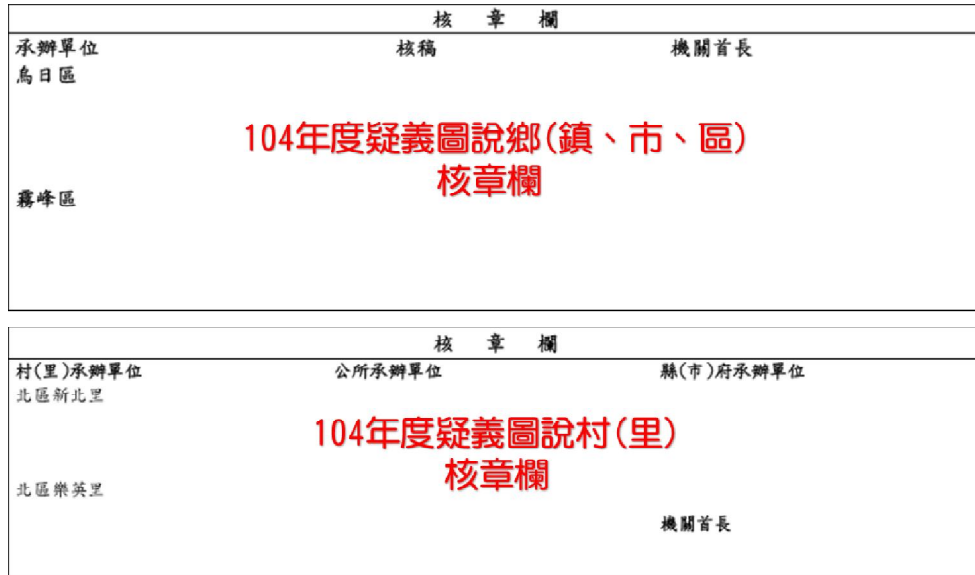 核 章 欄
承辦單位 核稿 機關首長
烏日區
104年度疑義圖說鄉(鎮、市、區)
核章欄
霧峰區
核 章 欄
村(里)承辦單位 公所承辦單位 縣(市)府承辦單位
北區新北里
104年度疑義圖說村(里)
核章欄
北區樂英里
機關首長